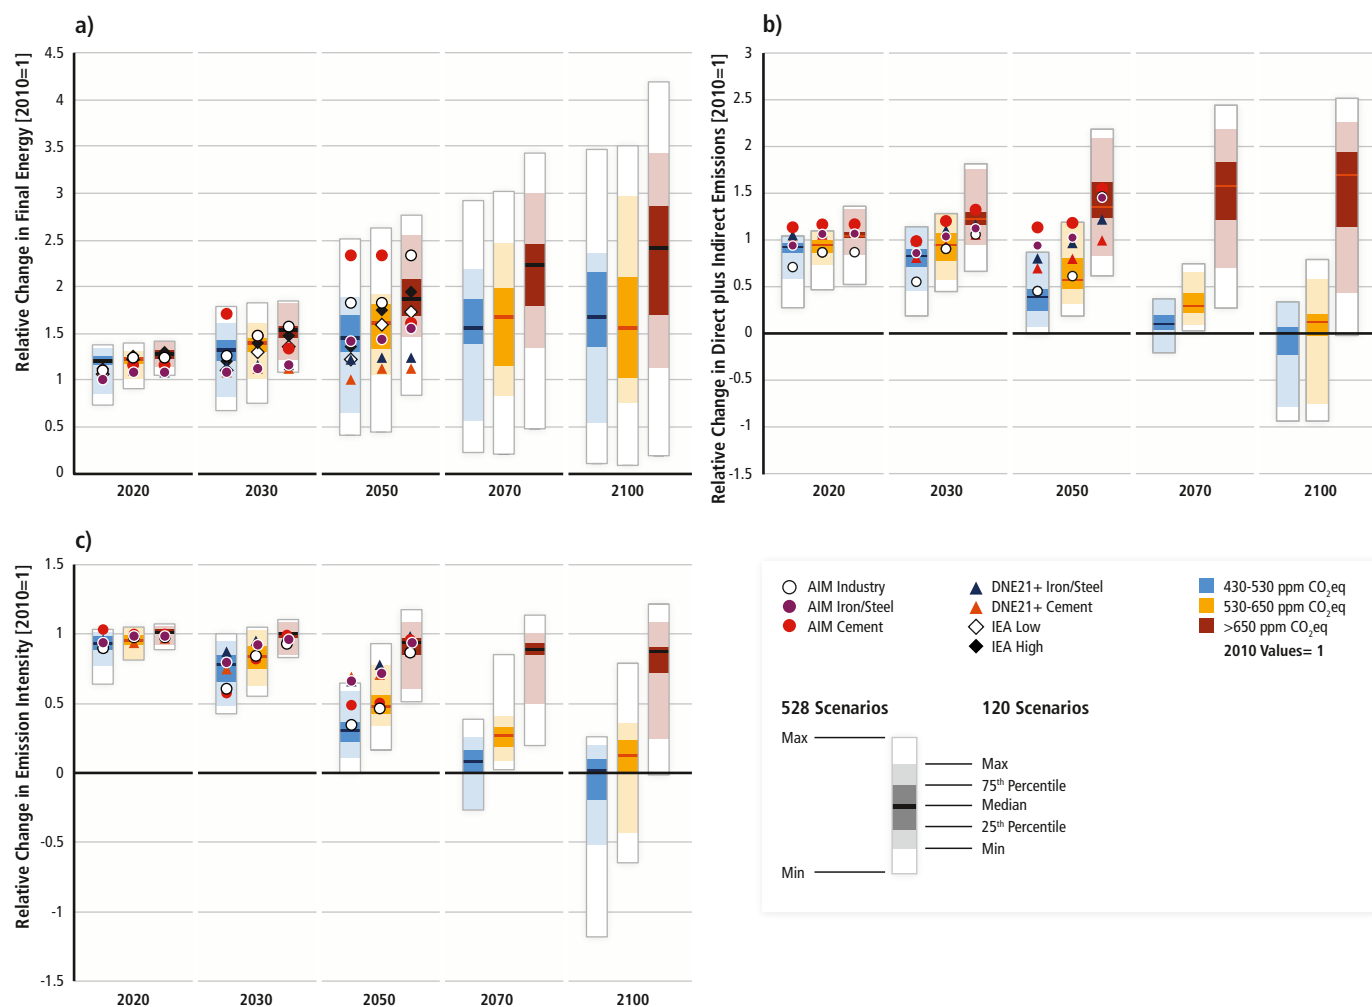 a)
Relative Change in Final Energy [2010=1]
4.5
4
3.5
3
2.5
2
1.5
1
0.5
0
2020 2030 2050 2070 2100
b)
Relative Change in Direct plus Indirect Emissions [2010=1]
3
2.5
2
1.5
1
0.5
0
-0.5
-1
-1.5
2020 2030 2050 2070 2100
c)
Relative Change in Emission Intensity [2010=1]
1.5
1
0.5
0
-0.5
-1
-1.5
2020 2030 2050 2070 2100
AIM Industry
AIM Iron/Steel
AIM Cement
DNE21+ Iron/Steel
DNE21+ Cement
IEA Low
IEA High
430-530 ppm CO₂eq
530-650 ppm CO₂eq
>650 ppm CO₂eq
2010 Values= 1
528 Scenarios
120 Scenarios
Max
Min
Max
75th Percentile
Median
25th Percentile
Min